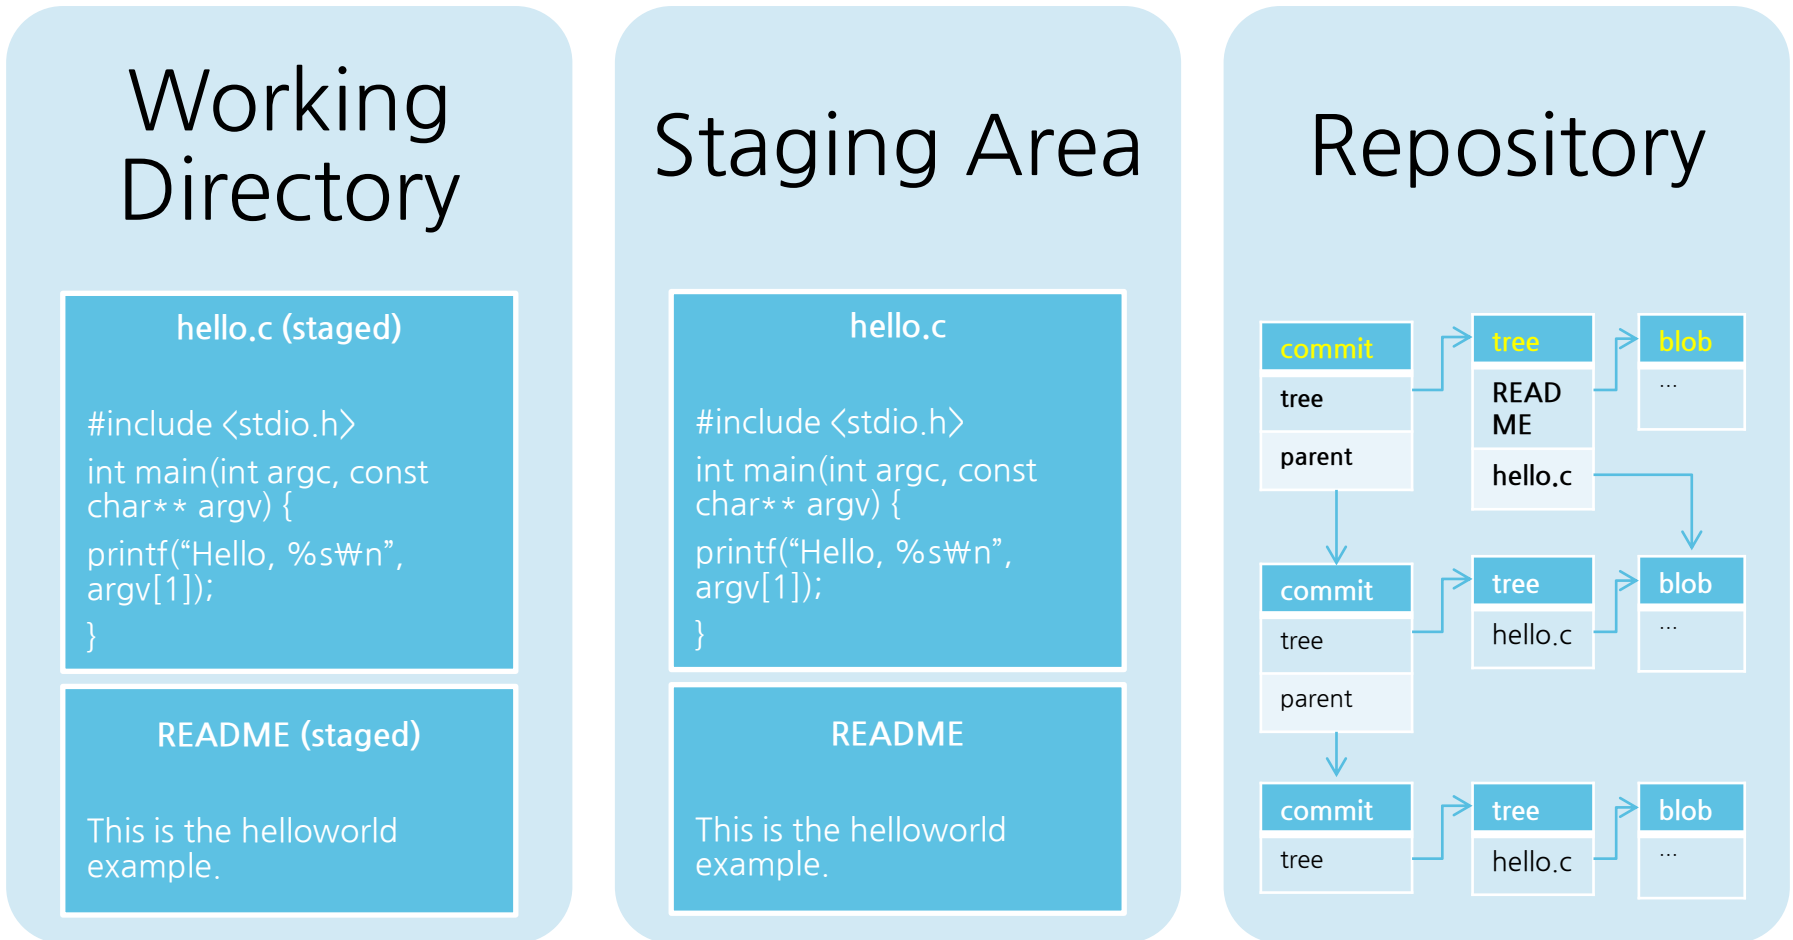 Working
Directory
hello.c (staged)
#include <stdio.h>
int main(int argc, const
char** argv) {
printf(“Hello, %s₩n”,
argv[1]);
}
README (staged)
This is the helloworld
example.
Staging Area
hello.c
#include <stdio.h>
int main(int argc, const
char** argv) {
printf(“Hello, %s₩n”,
argv[1]);
}
README
This is the helloworld
example.
Repository
commit
tree
parent
tree
READ
ME
hello.c
blob
...
commit
tree
parent
tree
hello.c
blob
...
commit
tree
tree
hello.c
blob
...